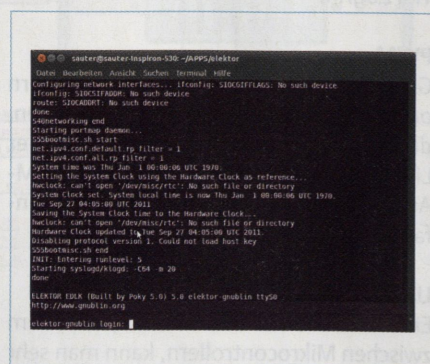 sauter@sauter-Inspiron-530: ~/APPS/elektor
Datei Bearbeiten Ansicht Suchen Terminal Hilfe
Configuring network interfaces... ifconfig: SIOCGIFFLAGS: No such device
ifconfig: SIOCSIFADDR: No such device
route: SIOCADDRT: No such device
done.
S40networking end
Starting portmap daemon...
S55bootmisc.sh start
net.ipv4.conf.default.rp_filter = 1
net.ipv4.conf.all.rp_filter = 1
System time was Thu Jan 1 00:00:06 UTC 1970.
Setting the System Clock using the Hardware Clock as reference...
hwclock: can't open '/dev/misc/rtc': No such file or directory
System Clock set. System local time is now Thu Jan 1 00:00:06 UTC 1970.
Tue Sep 27 04:05:00 UTC 2011
Saving the System Clock time to the Hardware Clock...
hwclock: can't open '/dev/misc/rtc': No such file or directory
Hardware Clock updated to Tue Sep 27 04:05:00 UTC 2011.
Disabling protocol version 1. Could not load host key
S55bootmisc.sh end
INIT: Entering runlevel: 5
Starting syslogd/klogd: -C64 -m 20
done
ELEKTOR EDLK (Built by Poky 5.0) 5.0 elektor-gnublin ttyS0
http://www.gnublin.org
elektor-gnublin login:
wischen Mikrocontrollern, kann man sehr